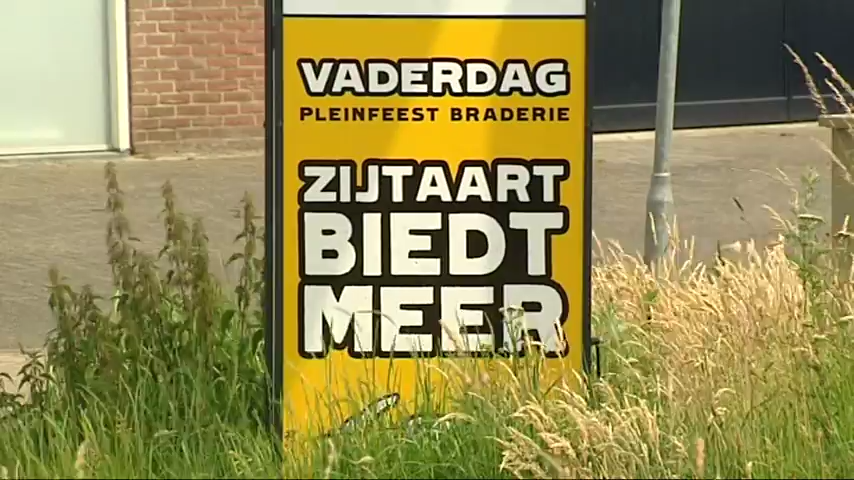 VADERDAG
PLEINFEEST BRADERIE
ZIJTAART
BIEDT
MEER